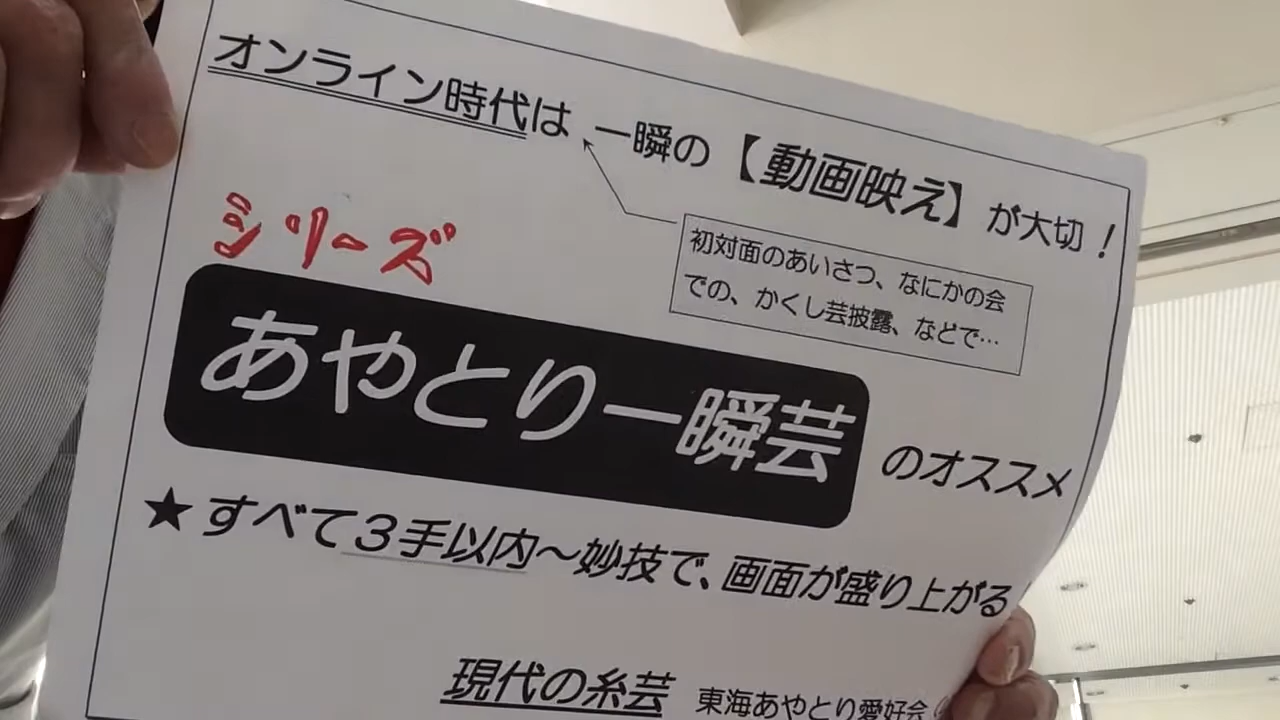 オンライン時代は、一瞬の【動画映え】が大切！
初対面のあいさつ、なにかの会
での、かくし芸披露、などで…
シリーズ
あやとり一瞬芸 のオススメ
★すべて３手以内～妙技で、画面が盛り上がる
現代の糸芸 東海あやとり愛好会